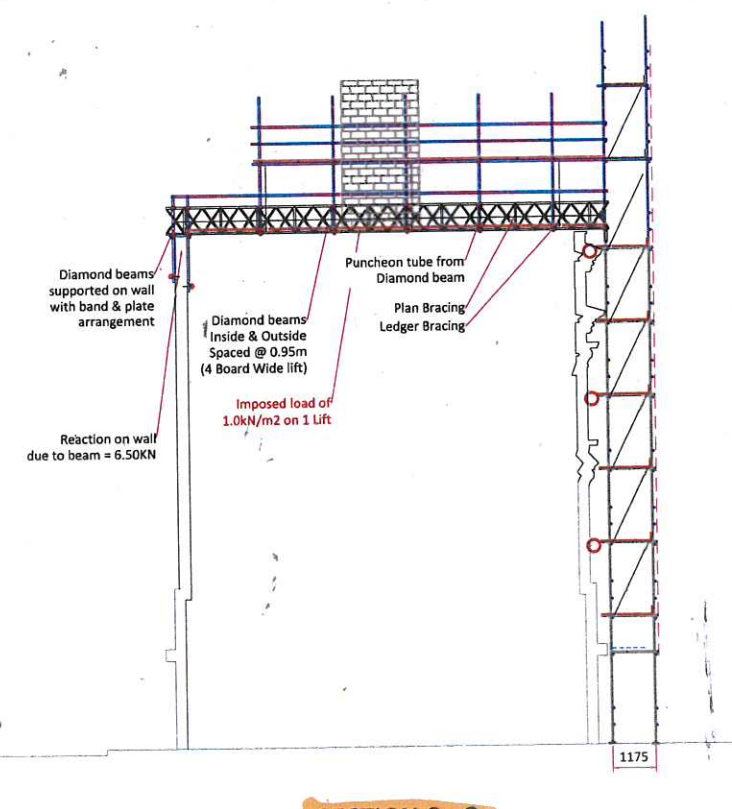 Diamond beams
supported on wall
with band & plate
arrangement
Diamond beams
Inside & Outside
Spaced @ 0.95m
(4 Board Wide lift)
Puncheon tube from
Diamond beam
Plan Bracing
Ledger Bracing
Imposed load of
1.0kN/m2 on 1 Lift
Reaction on wall
due to beam = 6.50KN
1175